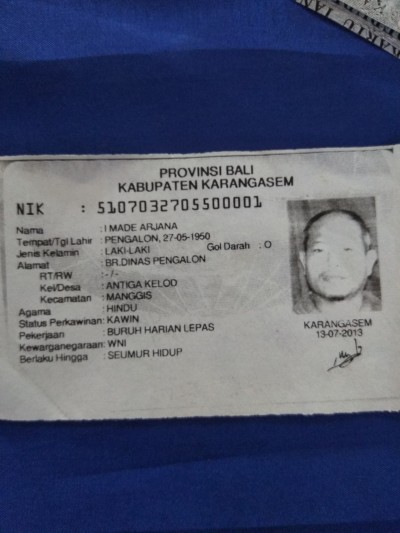 KARTU TAN
PROVINSI BALI
KABUPATEN KARANGASEM
NIK : 5107032705500001
Nama : I MADE ARJANA
Tempat/Tgl Lahir : PENGALON, 27-05-1950
Jenis Kelamin : LAKI-LAKI Gol Darah : O
Alamat : BR.DINAS PENGALON
RT/RW : -/-
Kel/Desa : ANTIGA KELOD
Kecamatan : MANGGIS
Agama : HINDU
Status Perkawinan: KAWIN
Pekerjaan : BURUH HARIAN LEPAS
Kewarganegaraan: WNI
Berlaku Hingga : SEUMUR HIDUP
KARANGASEM
13-07-2013